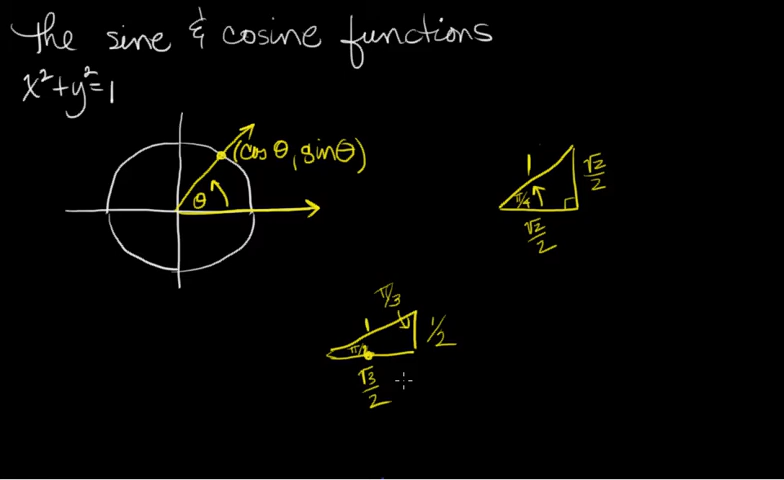 The sine & cosine functions
x²+y²=1
(cos θ, sin θ)
θ
1
√2/2
π/4
√2/2
π/3
1
1/2
√3/2